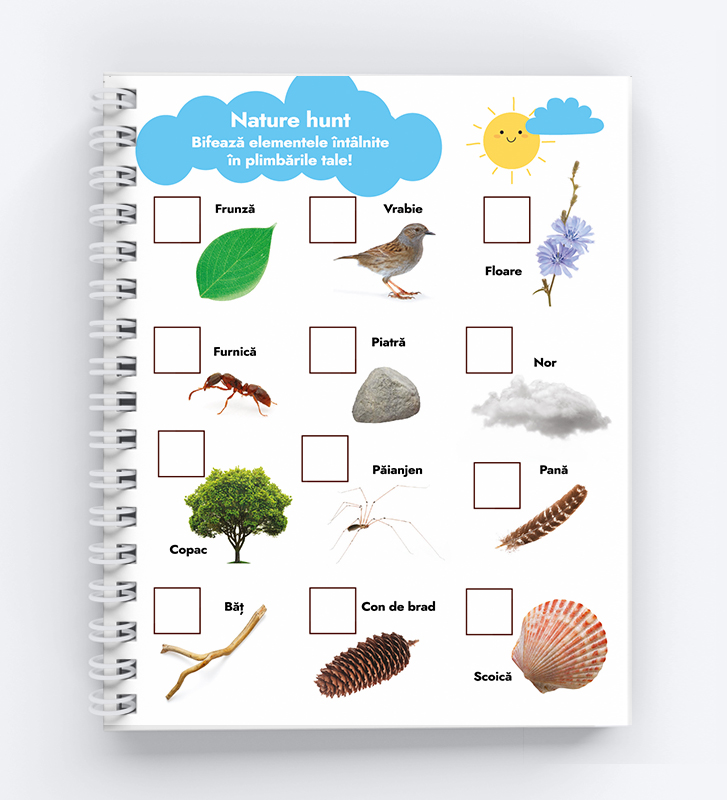 Nature hunt
Bifează elementele întâlnite
în plimbările tale!
Frunză
Vrabie
Floare
Furnică
Piatră
Nor
Copac
Păianjen
Pană
Băț
Con de brad
Scoică